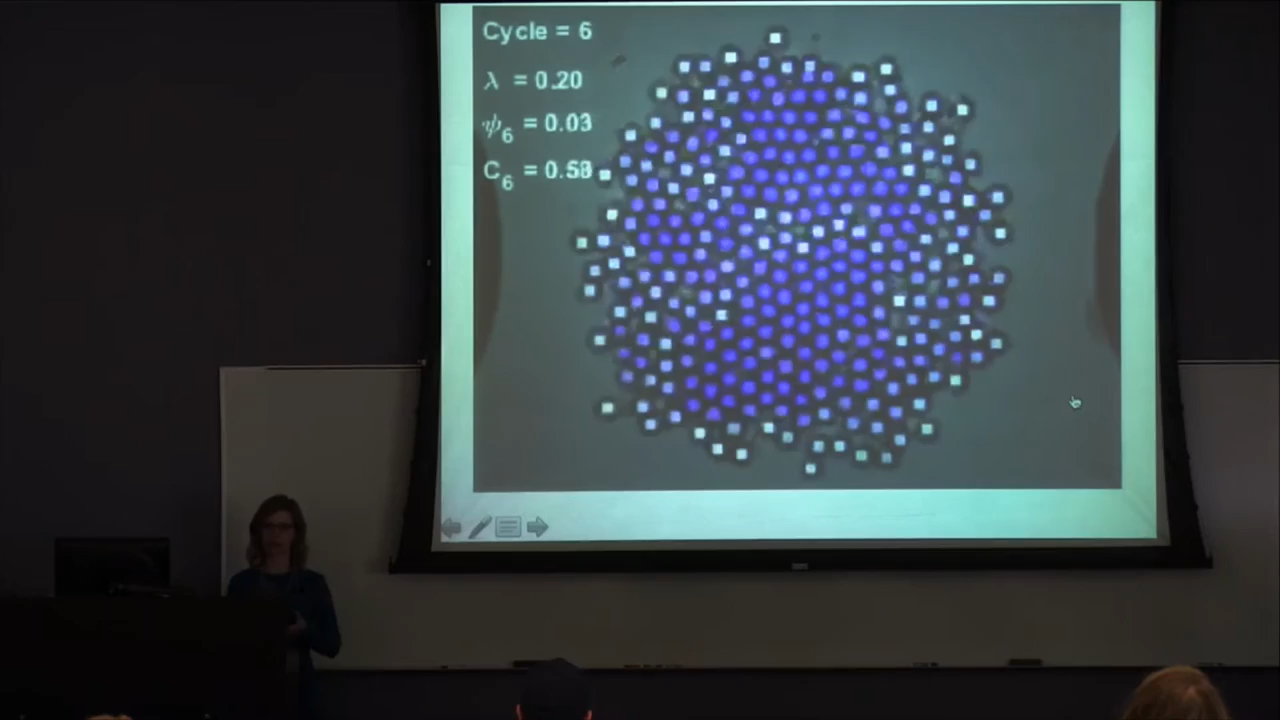 Cycle = 6
λ = 0.20
ψ6 = 0.03
C6 = 0.58